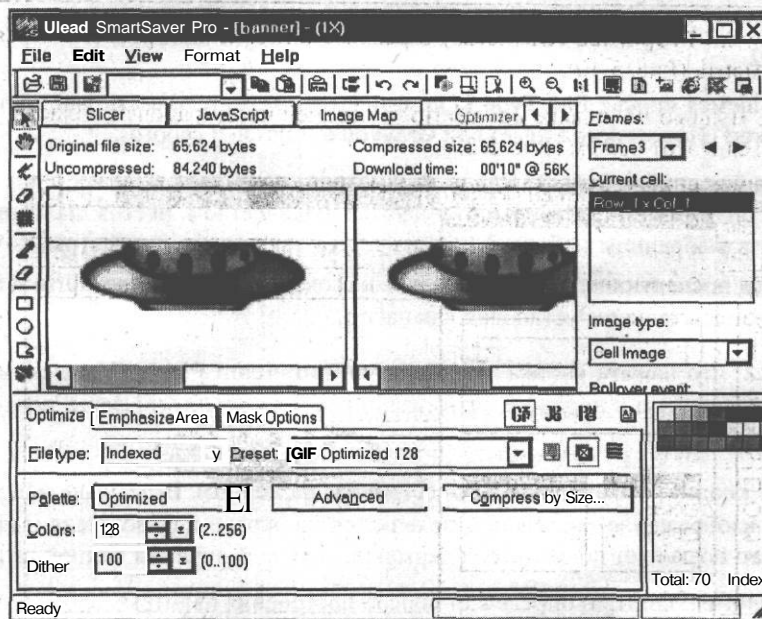 Ulead SmartSaver Pro - [banner] - (1X)
File Edit View Format Help
Slicer JavaScript Image Map Optimizer
Original file size: 65,624 bytes
Uncompressed: 84,240 bytes
Compressed size: 65,624 bytes
Download time: 00'10" @ 56K
Frames:
Frame3
Current cell:
Row_1 x Col_1
Image type:
Cell Image
Rollover event
Optimize [EmphasizeArea Mask Options
Filetype: Indexed y Preset: [GIF Optimized 128
Palette: Optimized El Advanced Compress by Size...
Colors: 128 (2..256)
Dither 100 (0..100)
Total: 70 Index
Ready